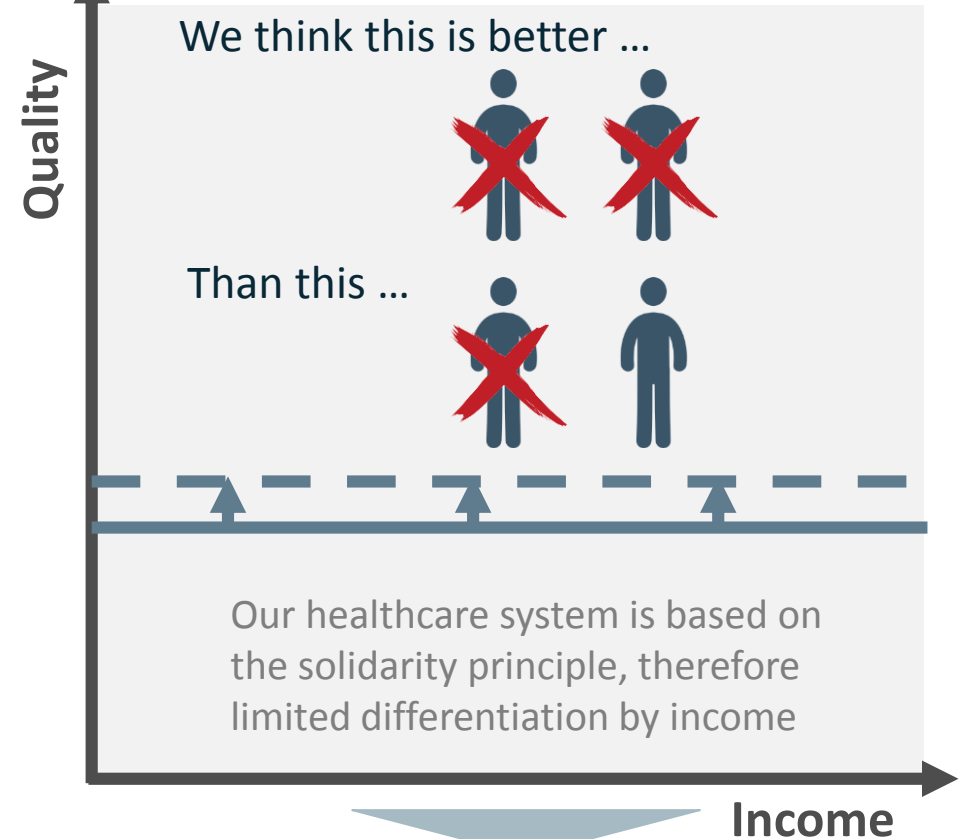 We think this is better …
Quality
Than this …
Our healthcare system is based on
the solidarity principle, therefore
limited differentiation by income
Income